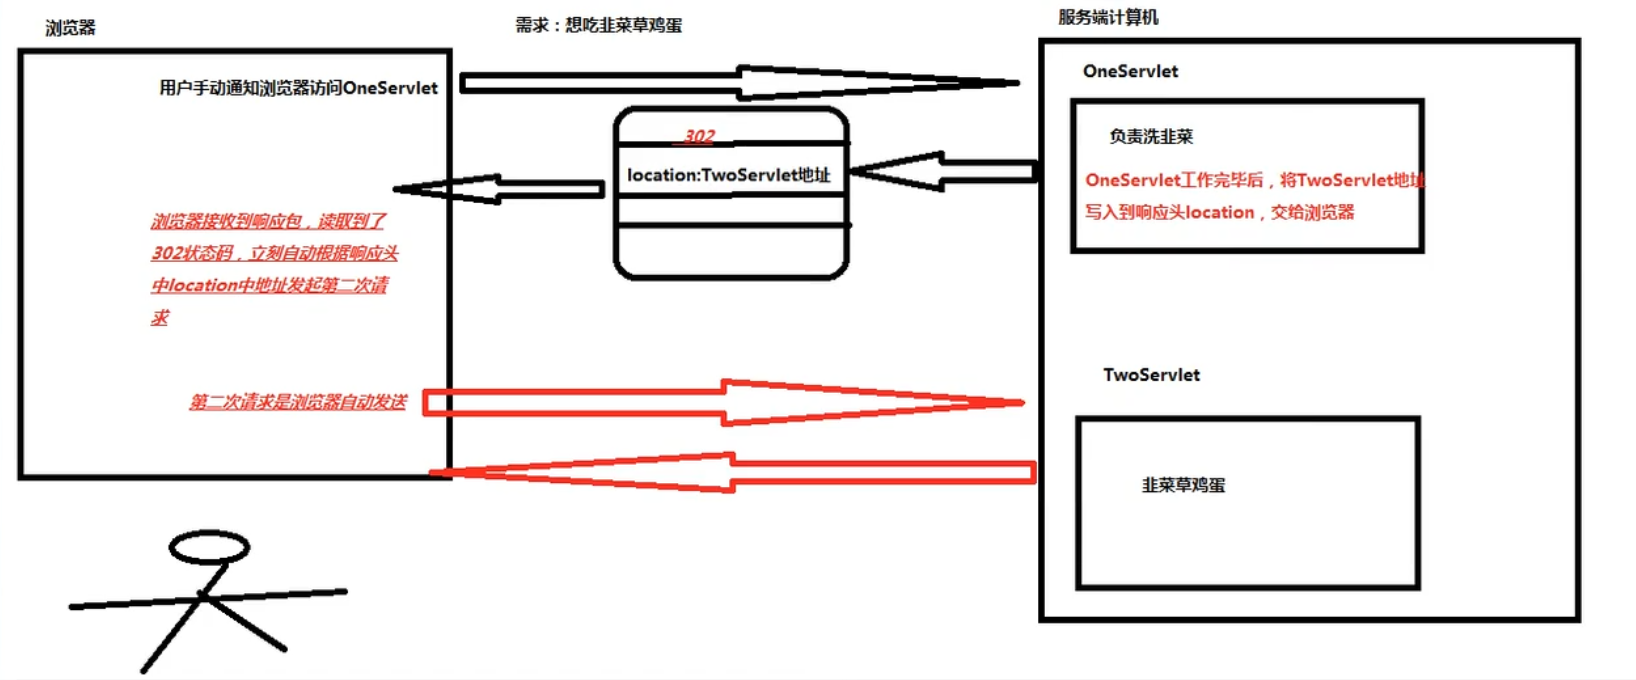 浏览器
需求：想吃韭菜草鸡蛋
服务端计算机
用户手动通知浏览器访问OneServlet
OneServlet
302
负责洗韭菜
location:TwoServlet地址
OneServlet工作完毕后，将TwoServlet地址
写入到响应头location，交给浏览器
浏览器接收到响应包，读取到了
302状态码，立刻自动根据响应头
中location中地址发起第二次请
求
TwoServlet
第二次请求是浏览器自动发送
韭菜草鸡蛋